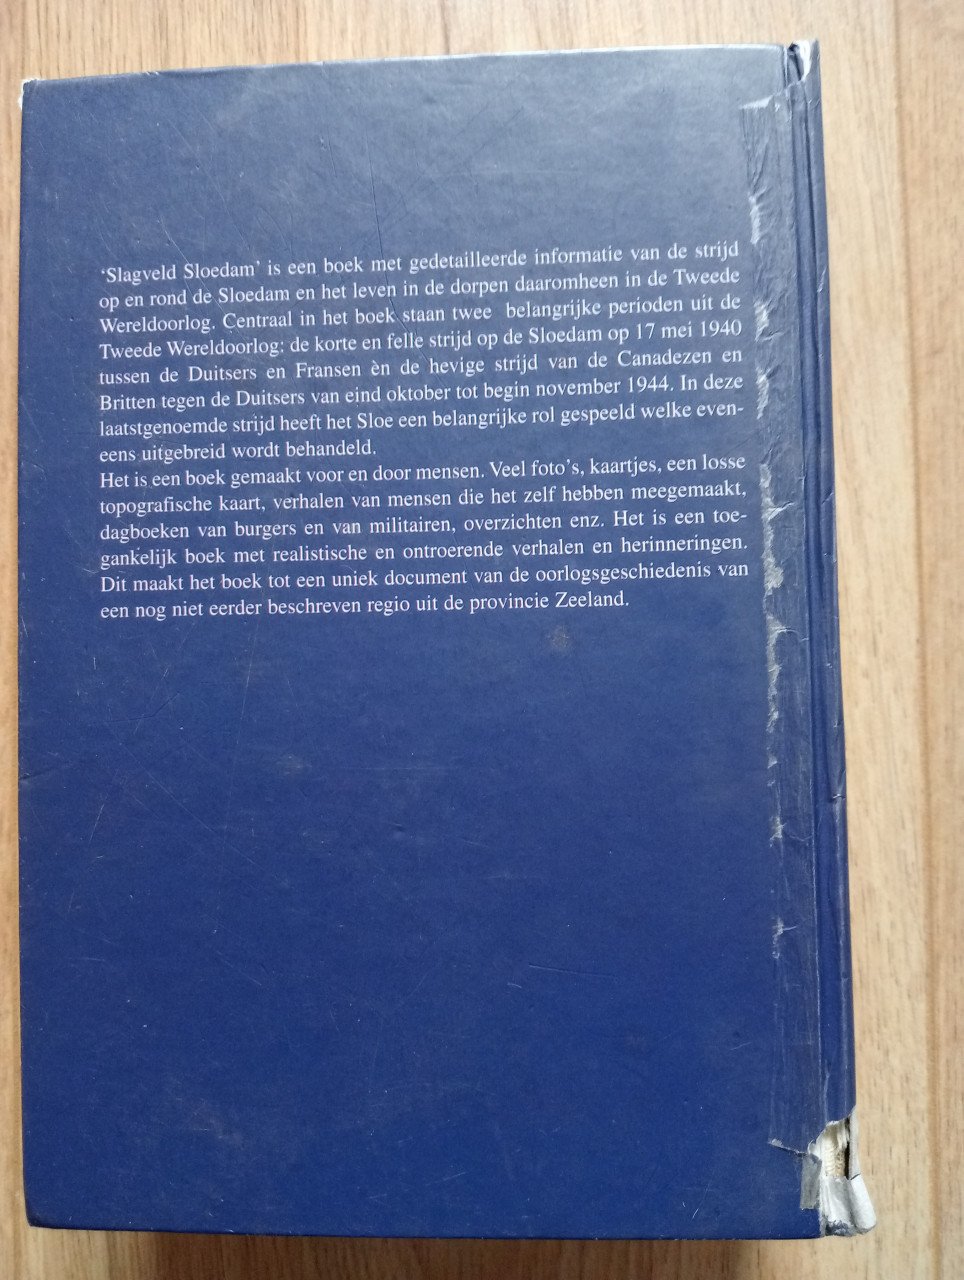 ‘Slagveld Sloedam’ is een boek met gedetailleerde informatie van de strijd
op en rond de Sloedam en het leven in de dorpen daaromheen in de Tweede
Wereldoorlog. Centraal in het boek staan twee belangrijke perioden uit de
Tweede Wereldoorlog: de korte en felle strijd op de Sloedam op 17 mei 1940
tussen de Duitsers en Fransen èn de hevige strijd van de Canadezen en
Britten tegen de Duitsers van eind oktober tot begin november 1944. In deze
laatstgenoemde strijd heeft het Sloe een belangrijke rol gespeeld welke even-
eens uitgebreid wordt behandeld.
Het is een boek gemaakt voor en door mensen. Veel foto’s, kaartjes, een losse
topografische kaart, verhalen van mensen die het zelf hebben meegemaakt,
dagboeken van burgers en van militairen, overzichten enz. Het is een toe-
gankelijk boek met realistische en ontroerende verhalen en herinneringen.
Dit maakt het boek tot een uniek document van de oorlogsgeschiedenis van
een nog niet eerder beschreven regio uit de provincie Zeeland.